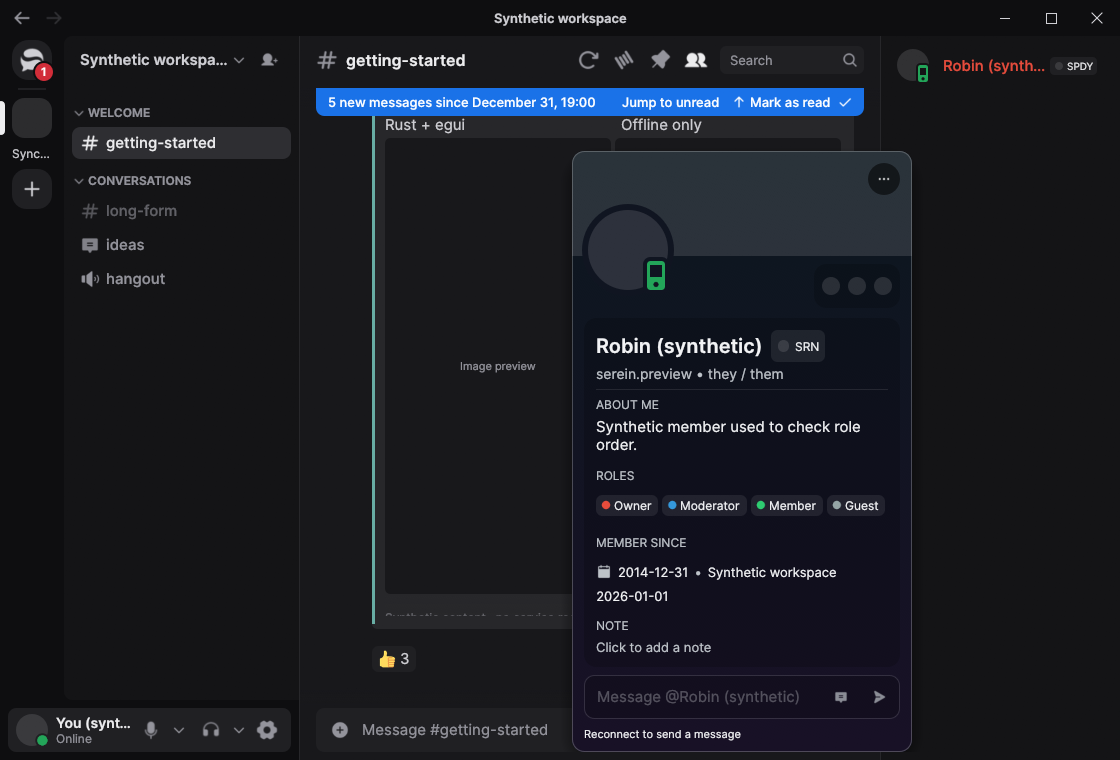 Synthetic workspace
1
Sync...
Synthetic workspa...
WELCOME
getting-started
CONVERSATIONS
long-form
ideas
hangout
You (synt...
Online
getting-started
Search
5 new messages since December 31, 19:00
Jump to unread
Mark as read
Rust + egui
Offline only
Image preview
3
Message #getting-started
Robin (synth...
SPDY
Robin (synthetic)
SRN
serein.preview • they / them
ABOUT ME
Synthetic member used to check role
order.
ROLES
Owner
Moderator
Member
Guest
MEMBER SINCE
2014-12-31 • Synthetic workspace
2026-01-01
NOTE
Click to add a note
Message @Robin (synthetic)
Reconnect to send a message